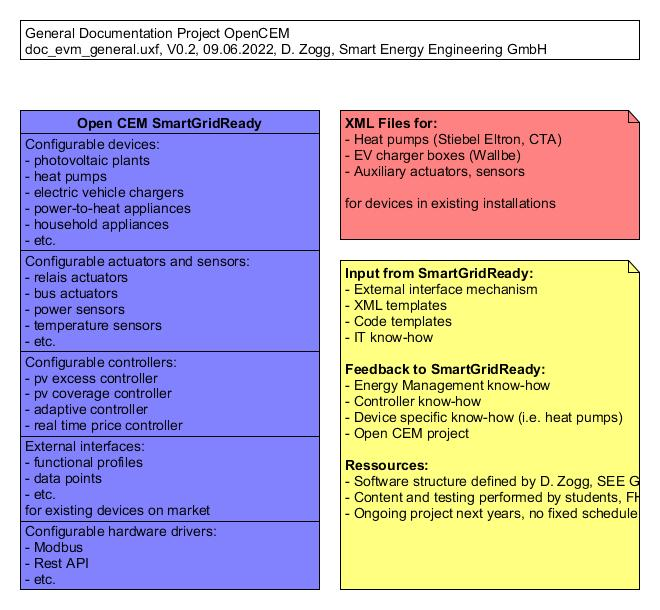 General Documentation Project OpenCEM
doc_evm_general.uxf, V0.2, 09.06.2022, D. Zogg, Smart Energy Engineering GmbH
Open CEM SmartGridReady
Configurable devices:
- photovoltaic plants
- heat pumps
- electric vehicle chargers
- power-to-heat appliances
- household appliances
- etc.
Configurable actuators and sensors:
- relais actuators
- bus actuators
- power sensors
- temperature sensors
- etc.
Configurable controllers:
- pv excess controller
- pv coverage controller
- adaptive controller
- real time price controller
External interfaces:
- functional profiles
- data points
- etc.
for existing devices on market
Configurable hardware drivers:
- Modbus
- Rest API
- etc.
XML Files for:
- Heat pumps (Stiebel Eltron, CTA)
- EV charger boxes (Wallbe)
- Auxiliary actuators, sensors
for devices in existing installations
Input from SmartGridReady:
- External interface mechanism
- XML templates
- Code templates
- IT know-how
Feedback to SmartGridReady:
- Energy Management know-how
- Controller know-how
- Device specific know-how (i.e. heat pumps)
- Open CEM project
Ressources:
- Software structure defined by D. Zogg, SEE G
- Content and testing performed by students,
- Ongoing project next years, no fixed schedule